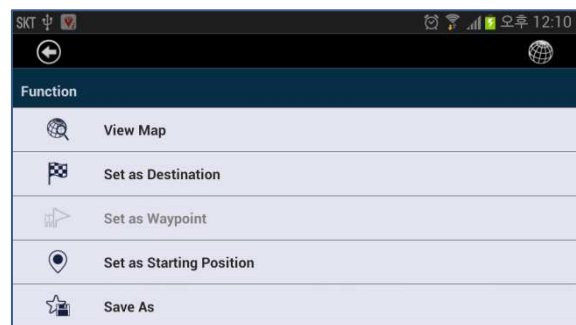 SKT 오후 12:10
Function
View Map
Set as Destination
Set as Waypoint
Set as Starting Position
Save As